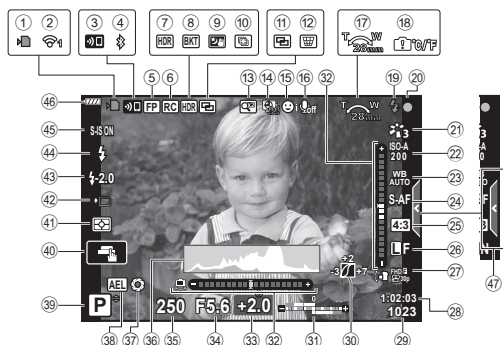 ① ② ③ ④ ⑦ ⑧ ⑨ ⑩ ⑪ ⑫ ⑰ ⑱
1 HDR BKT T W 28mm °C/°F
⑤ ⑥ ⑬ ⑭ ⑮ ⑯ ㉜ ⑲ ⑳
㊻ FP RC HDR i off T W 28mm
㊺ S-IS ON 3 ㉑
ISO-A 200 ㉒
㊹
WB AUTO ㉓
㊸ -2.0
S-AF ㉔
㊷
4:3 ㉕
㊶
L F ㉖
㊵
+2
-3 +7
FHD F 30p ㉗
AEL
1:02:03 ㉘
㊴ P 250 F5.6 +2.0 0 1023
㊳ ㊲ ㊱ ㉟ ㉞ ㉝ ㉜ ㉛ ㉚ ㉙
N ㊼